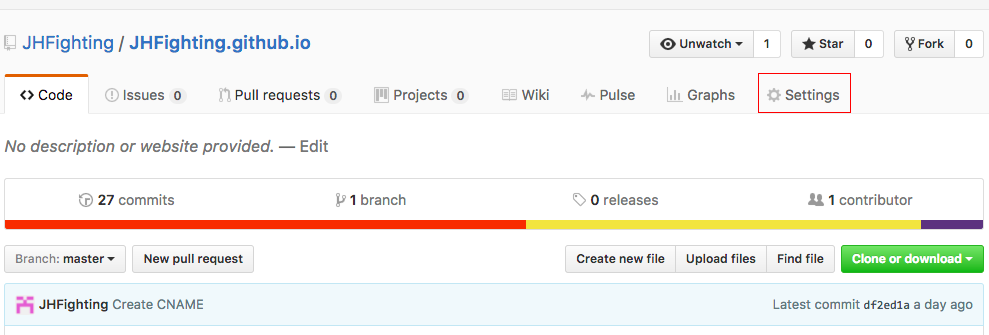 JHFighting / JHFighting.github.io Unwatch 1 Star 0 Fork 0
Code Issues 0 Pull requests 0 Projects 0 Wiki Pulse Graphs Settings
No description or website provided. — Edit
27 commits 1 branch 0 releases 1 contributor
Branch: master New pull request Create new file Upload files Find file Clone or download
JHFighting Create CNAME Latest commit df2ed1a a day ago